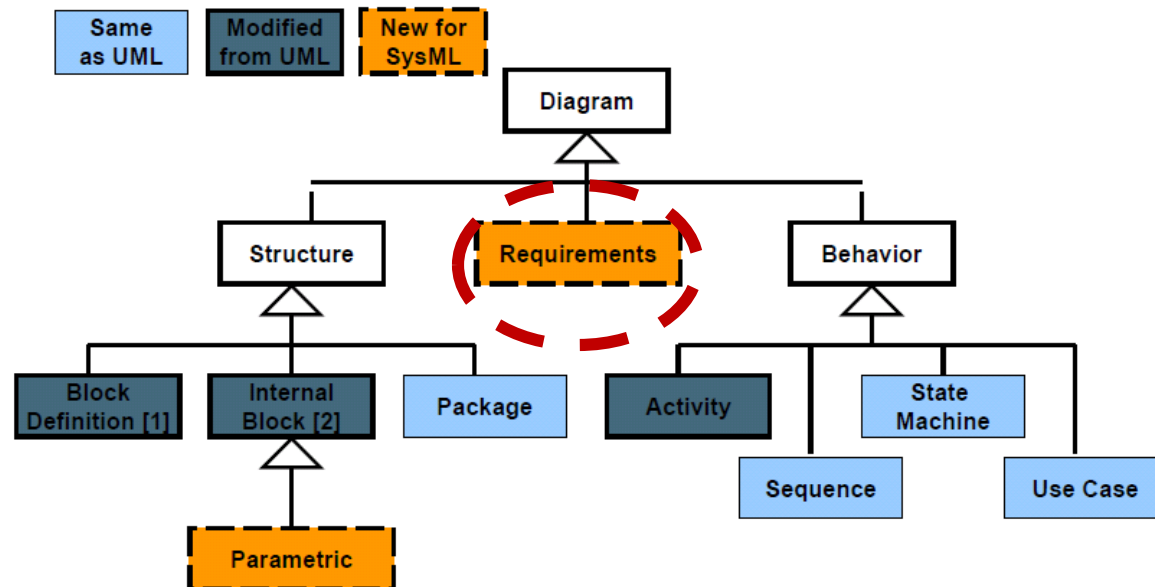 Same
as UML
Modified
from UML
New for
SysML
Diagram
Structure
Requirements
Behavior
Block
Definition [1]
Internal
Block [2]
Package
Activity
State
Machine
Sequence
Use Case
Parametric